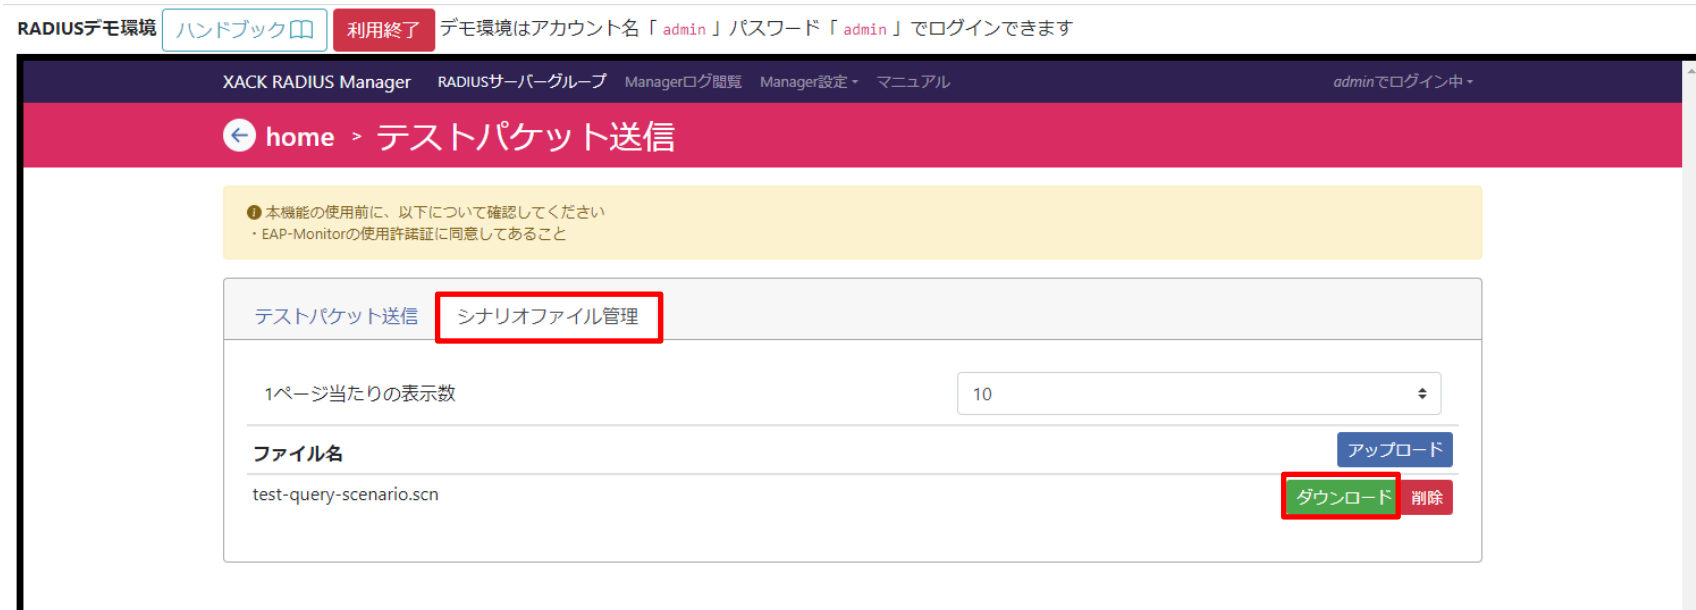 RADIUSデモ環境 ハンドブック 利用終了 デモ環境はアカウント名「 admin 」パスワード「 admin 」でログインできます
XACK RADIUS Manager RADIUSサーバーグループ Managerログ閲覧 Manager設定 マニュアル adminでログイン中
home > テストパケット送信
本機能の使用前に、以下について確認してください
・EAP-Monitorの使用許諾証に同意してあること
テストパケット送信 シナリオファイル管理
1ページ当たりの表示数 10
ファイル名 アップロード
test-query-scenario.scn ダウンロード 削除